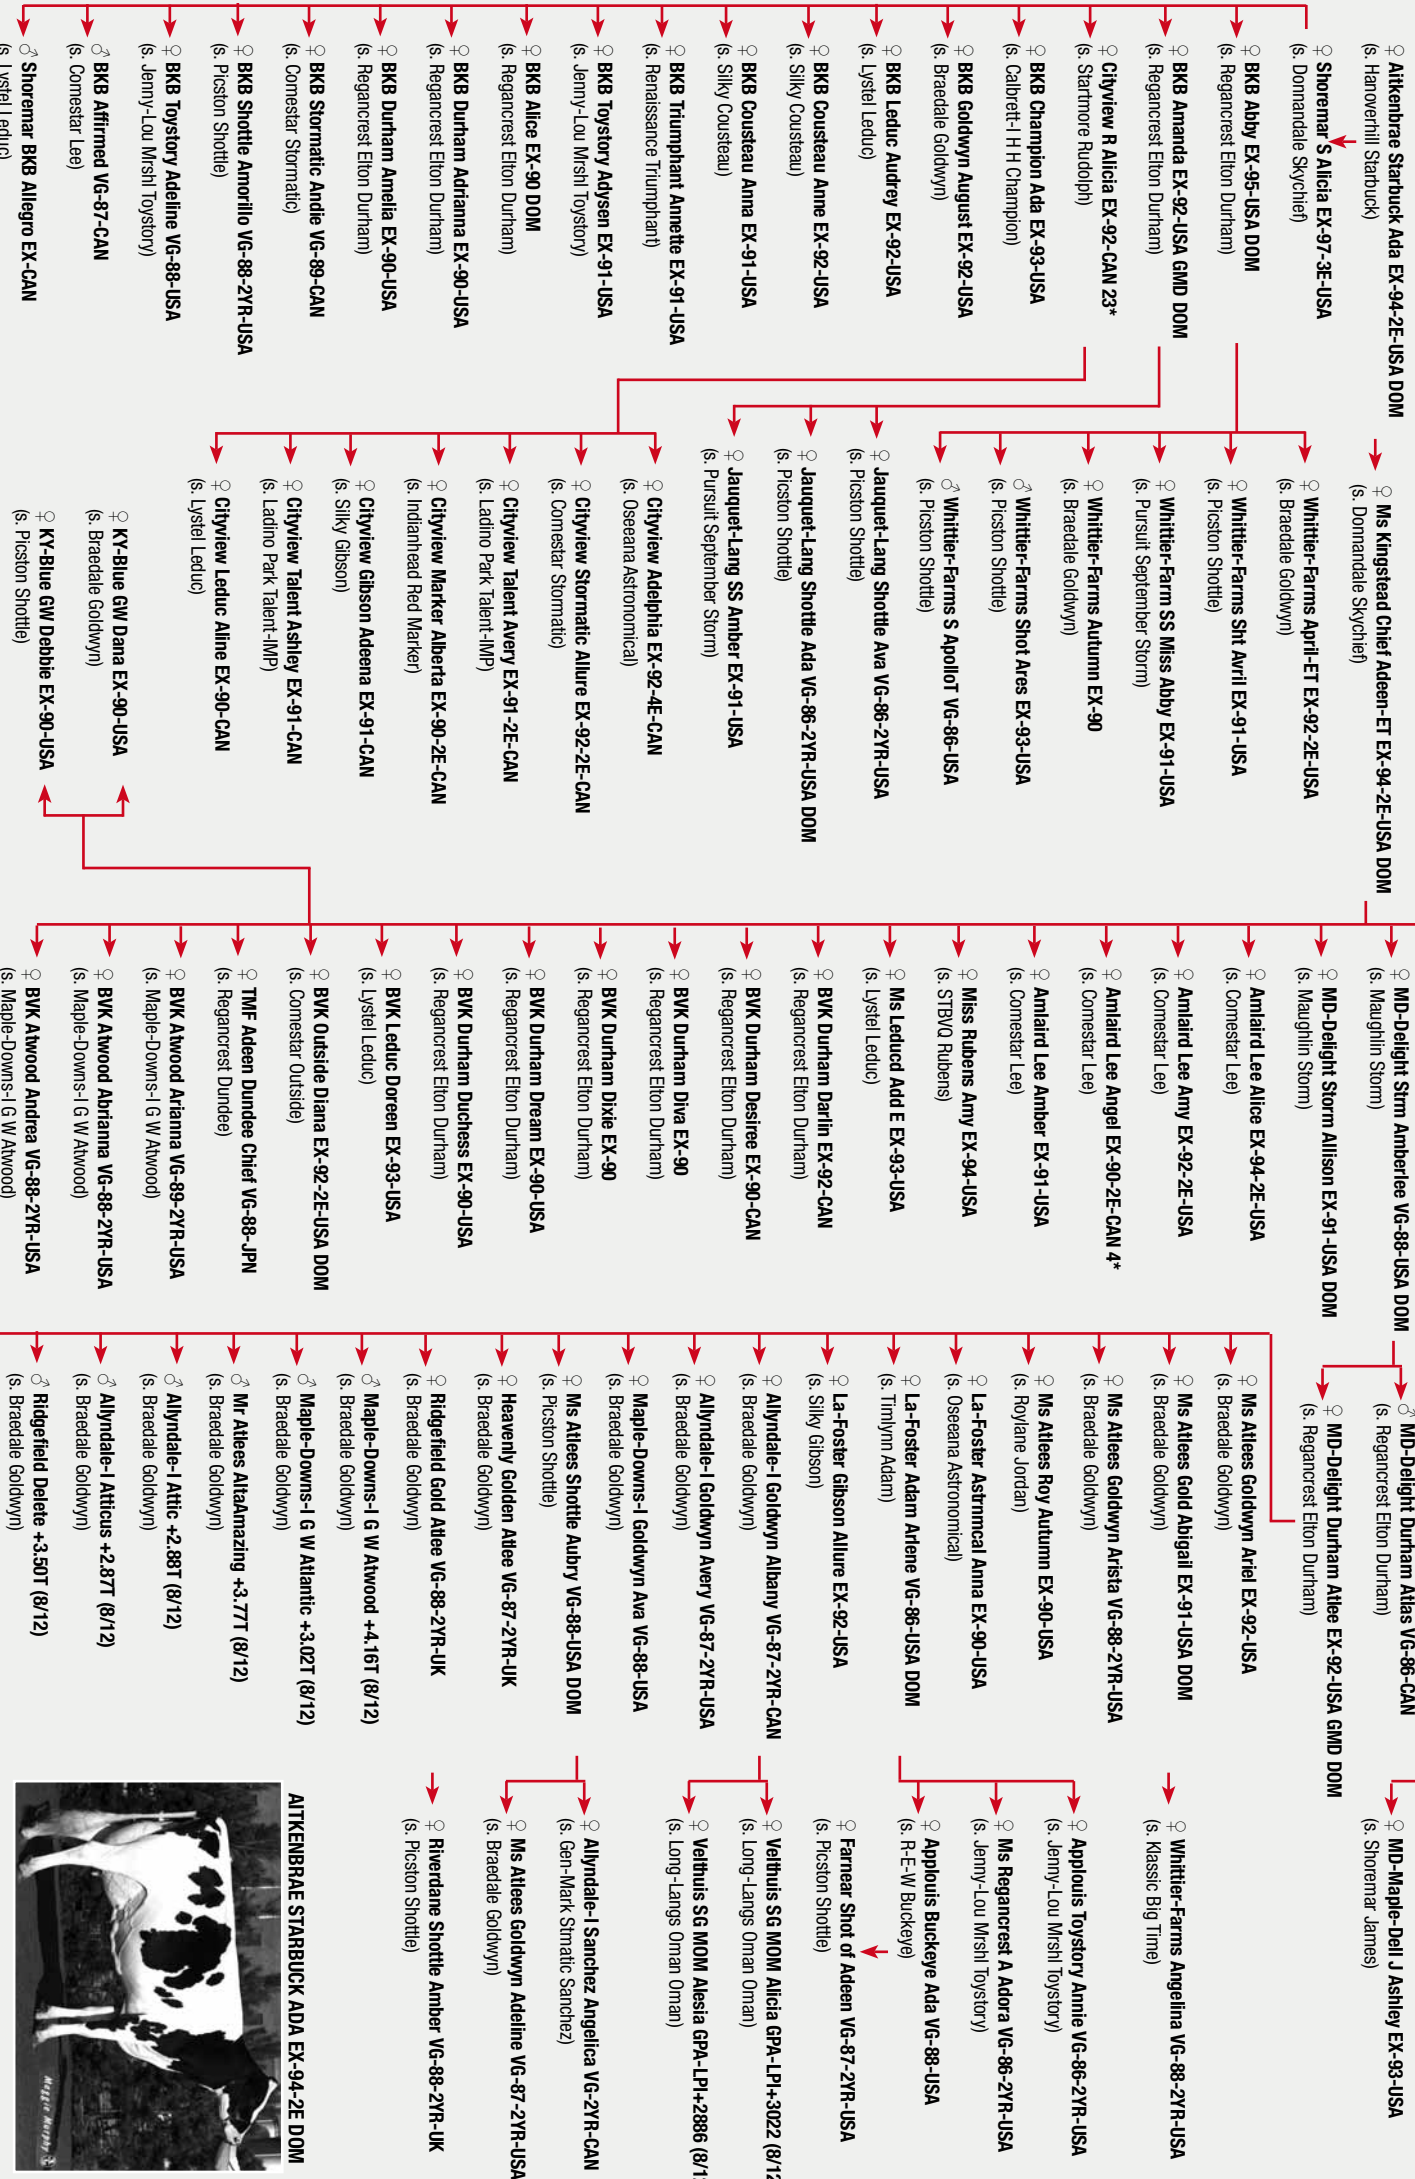 ♀ Aitkenbrae Starbuck Ada EX-94-2E-USA DOM
(s. Hanoverhill Starbuck)
♀ Shoremar S Alicia EX-97-3E-USA
(s. Donnandale Skychief)
♀ BKB Abby EX-95-USA DOM
(s. Regancrest Elton Durham)
♀ BKB Amanda EX-92-USA GMD DOM
(s. Regancrest Elton Durham)
♀ Cityview R Alicia EX-92-CAN 23*
(s. Startmore Rudolph)
♀ BKB Champion Ada EX-93-USA
(s. Calbrett-I H H Champion)
♀ BKB Goldwyn August EX-92-USA
(s. Braedale Goldwyn)
♀ BKB Leduc Audrey EX-92-USA
(s. Lystel Leduc)
♀ BKB Cousteau Anne EX-92-USA
(s. Silky Cousteau)
♀ BKB Cousteau Anna EX-91-USA
(s. Silky Cousteau)
♀ BKB Triumphant Annette EX-91-USA
(s. Renaissance Triumphant)
♀ BKB Toystory Adysen EX-91-USA
(s. Jenny-Lou Mrshl Toystory)
♀ BKB Alice EX-90 DOM
(s. Regancrest Elton Durham)
♀ BKB Durham Adrianna EX-90-USA
(s. Regancrest Elton Durham)
♀ BKB Durham Amelia EX-90-USA
(s. Regancrest Elton Durham)
♀ BKB Stormatic Andie VG-89-CAN
(s. Comestar Stormatic)
♀ BKB Shottle Amorillo VG-88-2YR-USA
(s. Picston Shottle)
♀ BKB Toystory Adeline VG-88-USA
(s. Jenny-Lou Mrshl Toystory)
♂ BKB Affirmed VG-87-CAN
(s. Comestar Lee)
♂ Shoremar BKB Allegro EX-CAN
(s. Lystel Leduc)
♀ Ms Kingstead Chief Adeen-ET EX-94-2E-USA DOM
(s. Donnandale Skychief)
♀ Whittier-Farms April-ET EX-92-2E-USA
(s. Braedale Goldwyn)
♀ Whittier-Farms Sht Avril EX-91-USA
(s. Picston Shottle)
♀ Whittier-Farm SS Miss Abby EX-91-USA
(s. Pursuit September Storm)
♀ Whittier-Farms Autumn EX-90
(s. Braedale Goldwyn)
♂ Whittier-Farms Shot Ares EX-93-USA
(s. Picston Shottle)
♂ Whittier-Farms S ApolloT VG-86-USA
(s. Picston Shottle)
♀ Jauquet-Lang Shottle Ava VG-86-2YR-USA
(s. Picston Shottle)
♀ Jauquet-Lang Shottle Ada VG-86-2YR-USA DOM
(s. Picston Shottle)
♀ Jauquet-Lang SS Amber EX-91-USA
(s. Pursuit September Storm)
♀ Cityview Adelphia EX-92-4E-CAN
(s. Oseeana Astronomical)
♀ Cityview Stormatic Allure EX-92-2E-CAN
(s. Comestar Stormatic)
♀ Cityview Talent Avery EX-91-2E-CAN
(s. Ladino Park Talent-IMP)
♀ Cityview Marker Alberta EX-90-2E-CAN
(s. Indianhead Red Marker)
♀ Cityview Gibson Adeena EX-91-CAN
(s. Silky Gibson)
♀ Cityview Talent Ashley EX-91-CAN
(s. Ladino Park Talent-IMP)
♀ Cityview Leduc Aline EX-90-CAN
(s. Lystel Leduc)
♀ KY-Blue GW Dana EX-90-USA
(s. Braedale Goldwyn)
♀ KY-Blue GW Debbie EX-90-USA
(s. Picston Shottle)
♀ MD-Delight Strm Amberlee VG-88-USA DOM
(s. Maughlin Storm)
♀ MD-Delight Storm Allison EX-91-USA DOM
(s. Maughlin Storm)
♀ Amlaird Lee Alice EX-94-2E-USA
(s. Comestar Lee)
♀ Amlaird Lee Amy EX-92-2E-USA
(s. Comestar Lee)
♀ Amlaird Lee Angel EX-90-2E-CAN 4*
(s. Comestar Lee)
♀ Amlaird Lee Amber EX-91-USA
(s. Comestar Lee)
♀ Miss Rubens Amy EX-94-USA
(s. STBVQ Rubens)
♀ Ms Leducd Add E EX-93-USA
(s. Lystel Leduc)
♀ BVK Durham Darlin EX-92-CAN
(s. Regancrest Elton Durham)
♀ BVK Durham Desiree EX-90-CAN
(s. Regancrest Elton Durham)
♀ BVK Durham Diva EX-90
(s. Regancrest Elton Durham)
♀ BVK Durham Dixie EX-90
(s. Regancrest Elton Durham)
♀ BVK Durham Dream EX-90-USA
(s. Regancrest Elton Durham)
♀ BVK Durham Duchess EX-90-USA
(s. Regancrest Elton Durham)
♀ BVK Leduc Doreen EX-93-USA
(s. Lystel Leduc)
♀ BVK Outside Diana EX-92-2E-USA DOM
(s. Comestar Outside)
♀ TMF Adeen Dundee Chief VG-88-JPN
(s. Regancrest Dundee)
♀ BVK Atwood Arianna VG-89-2YR-USA
(s. Maple-Downs-I G W Atwood)
♀ BVK Atwood Abrianna VG-88-2YR-USA
(s. Maple-Downs-I G W Atwood)
♀ BVK Atwood Andrea VG-88-2YR-USA
(s. Maple-Downs-I G W Atwood)
♂ MD-Delight Durham Atlas VG-86-CAN
(s. Regancrest Elton Durham)
♀ MD-Delight Durham Atlee EX-92-USA GMD DOM
(s. Regancrest Elton Durham)
♀ Ms Atlees Goldwyn Ariel EX-92-USA
(s. Braedale Goldwyn)
♀ Ms Atlees Gold Abigail EX-91-USA DOM
(s. Braedale Goldwyn)
♀ Ms Atlees Goldwyn Arista VG-88-2YR-USA
(s. Braedale Goldwyn)
♀ Ms Atlees Roy Autumn EX-90-USA
(s. Roylane Jordan)
♀ La-Foster Astrnmcal Anna EX-90-USA
(s. Oseeana Astronomical)
♀ La-Foster Adam Arlene VG-86-USA DOM
(s. Timlynn Adam)
♀ La-Foster Gibson Allure EX-92-USA
(s. Silky Gibson)
♀ Allyndale-I Goldwyn Albany VG-87-2YR-CAN
(s. Braedale Goldwyn)
♀ Allyndale-I Goldwyn Avery VG-87-2YR-USA
(s. Braedale Goldwyn)
♀ Maple-Downs-I Goldwyn Ava VG-88-USA
(s. Braedale Goldwyn)
♀ Ms Atlees Shottle Aubry VG-88-USA DOM
(s. Picston Shottle)
♀ Heavenly Golden Atlee VG-87-2YR-UK
(s. Braedale Goldwyn)
♀ Ridgefield Gold Atlee VG-88-2YR-UK
(s. Braedale Goldwyn)
♂ Maple-Downs-I G W Atwood +4.16T (8/12)
(s. Braedale Goldwyn)
♂ Maple-Downs-I G W Atlantic +3.02T (8/12)
(s. Braedale Goldwyn)
♂ Mr Atlees AltaAmazing +3.77T (8/12)
(s. Braedale Goldwyn)
♂ Allyndale-I Attic +2.88T (8/12)
(s. Braedale Goldwyn)
♂ Allyndale-I Atticus +2.87T (8/12)
(s. Braedale Goldwyn)
♂ Ridgefield Delete +3.50T (8/12)
(s. Braedale Goldwyn)
♀ MD-Maple-Dell J Ashley EX-93-USA
(s. Shoremar James)
♀ Whittier-Farms Angelina VG-88-2YR-USA
(s. Klassic Big Time)
♀ Applouis Toystory Annie VG-86-2YR-USA
(s. Jenny-Lou Mrshl Toystory)
♀ Ms Regancrest A Adora VG-86-2YR-USA
(s. Jenny-Lou Mrshl Toystory)
♀ Applouis Buckeye Ada VG-88-USA
(s. R-E-W Buckeye)
♀ Farnear Shot of Adeen VG-87-2YR-USA
(s. Picston Shottle)
♀ Velthuis SG MOM Alicia GPA-LPI+3022 (8/12
(s. Long-Langs Oman Oman)
♀ Velthuis SG MOM Alesia GPA-LPI+2886 (8/1
(s. Long-Langs Oman Oman)
♀ Allyndale-I Sanchez Angelica VG-2YR-CAN
(s. Gen-Mark Stmatic Sanchez)
♀ Ms Atlees Goldwyn Adeline VG-87-2YR-USA
(s. Braedale Goldwyn)
♀ Riverdane Shottle Amber VG-88-2YR-UK
(s. Picston Shottle)
AITKENBRAE STARBUCK ADA EX-94-2E DOM
Maggie Murphy